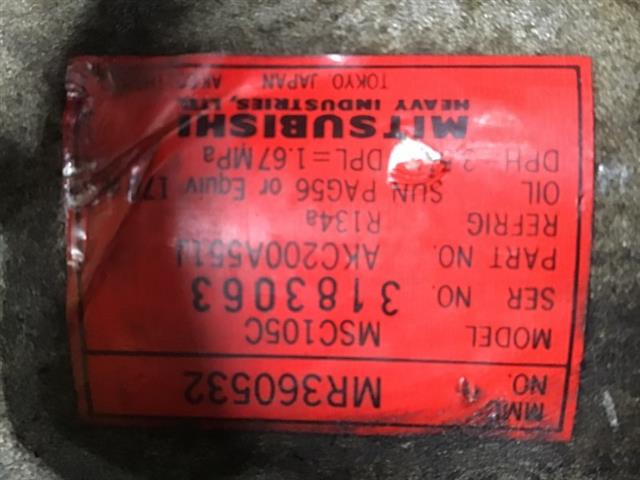 MMC NO. MR360532
MODEL MSC105C
SER NO. 3183063
PART NO. AKC200A551J
REFRIG R134a
OIL SUN PAG56 or Equiv
DPL=1.67MPa
MITSUBISHI
HEAVY INDUSTRIES, LTD.
TOKYO JAPAN